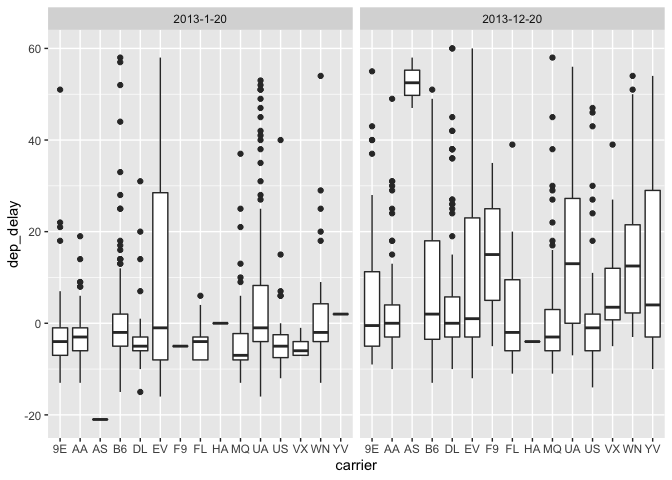 2013-1-20 2013-12-20
60
40
20
0
-20
dep_delay
9E AA AS B6 DL EV F9 FL HA MQ UA US VX WN YV 9E AA AS B6 DL EV F9 FL HA MQ UA US VX WN YV
carrier